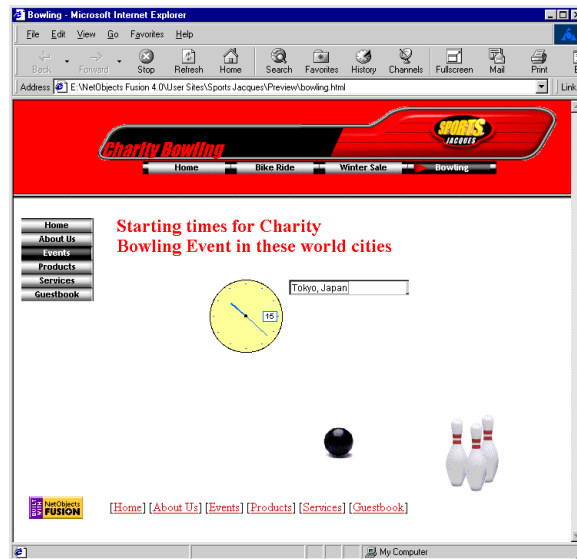 Bowling - Microsoft Internet Explorer
File Edit View Go Favorites Help
Back Forward Stop Refresh Home Search Favorites History Channels Fullscreen Mail Print
Address E:\NetObjects Fusion 4.0\User Sites\Sports Jacques\Preview\bowling.html Link
SPORTS
JACQUES
Charity Bowling
Home Bike Ride Winter Sale Bowling
Home
About Us
Events
Products
Services
Guestbook
Starting times for Charity
Bowling Event in these world cities
Tokyo, Japan
15
BUILT WITH NetObjects FUSION
[Home] [About Us] [Events] [Products] [Services] [Guestbook]
My Computer